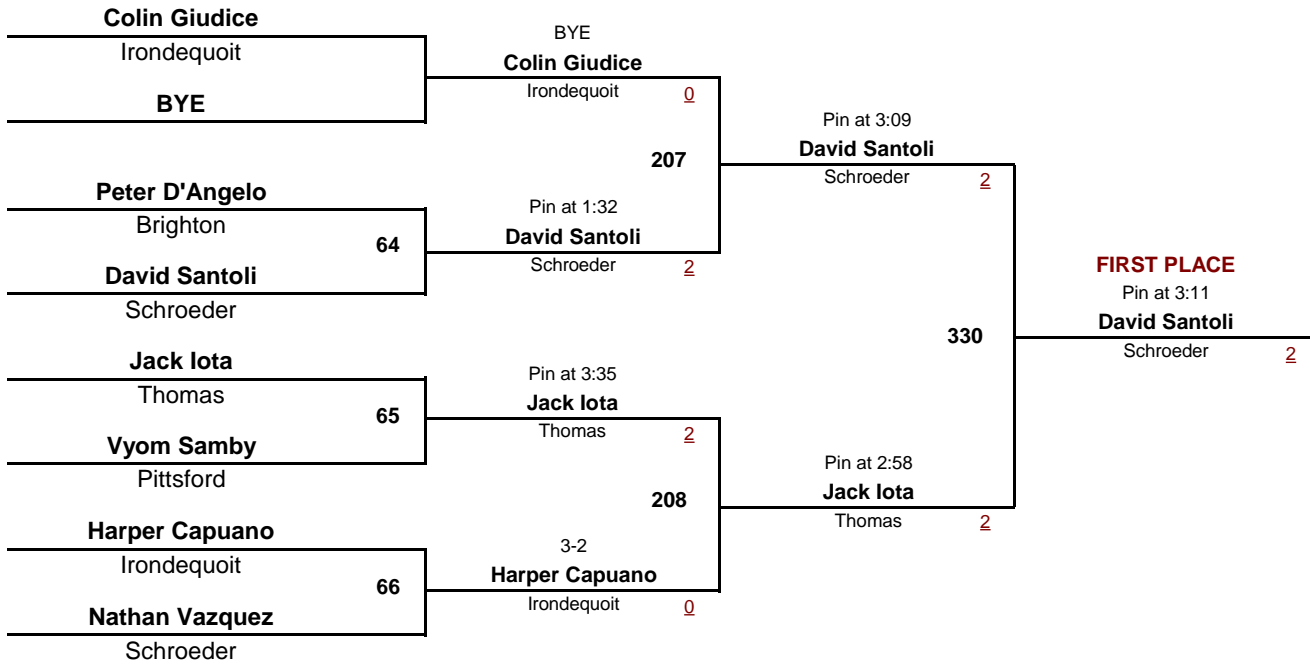 Colin Giudice
Irondequoit
BYE
Peter D'Angelo
Brighton
64
David Santoli
Schroeder
Jack Iota
Thomas
65
Vyom Samby
Pittsford
Harper Capuano
Irondequoit
66
Nathan Vazquez
Schroeder
BYE
Colin Giudice
Irondequoit 0
207
Pin at 1:32
David Santoli
Schroeder 2
Pin at 3:35
Jack Iota
Thomas 2
208
3-2
Harper Capuano
Irondequoit 0
Pin at 3:09
David Santoli
Schroeder 2
330
Pin at 2:58
Jack Iota
Thomas 2
FIRST PLACE
Pin at 3:11
David Santoli
Schroeder 2